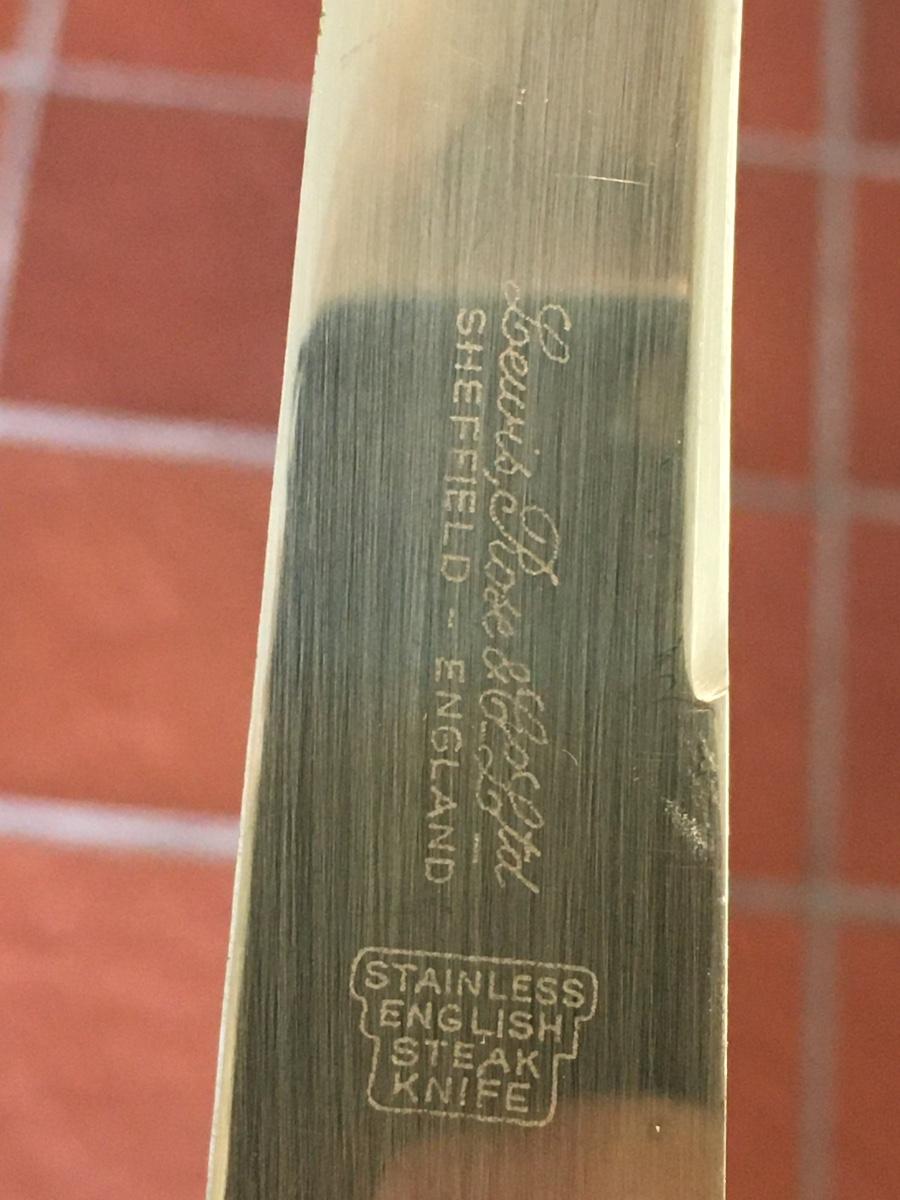 Lewis, Rose & Co Ltd
SHEFFIELD - ENGLAND
STAINLESS
ENGLISH
STEAK
KNIFE